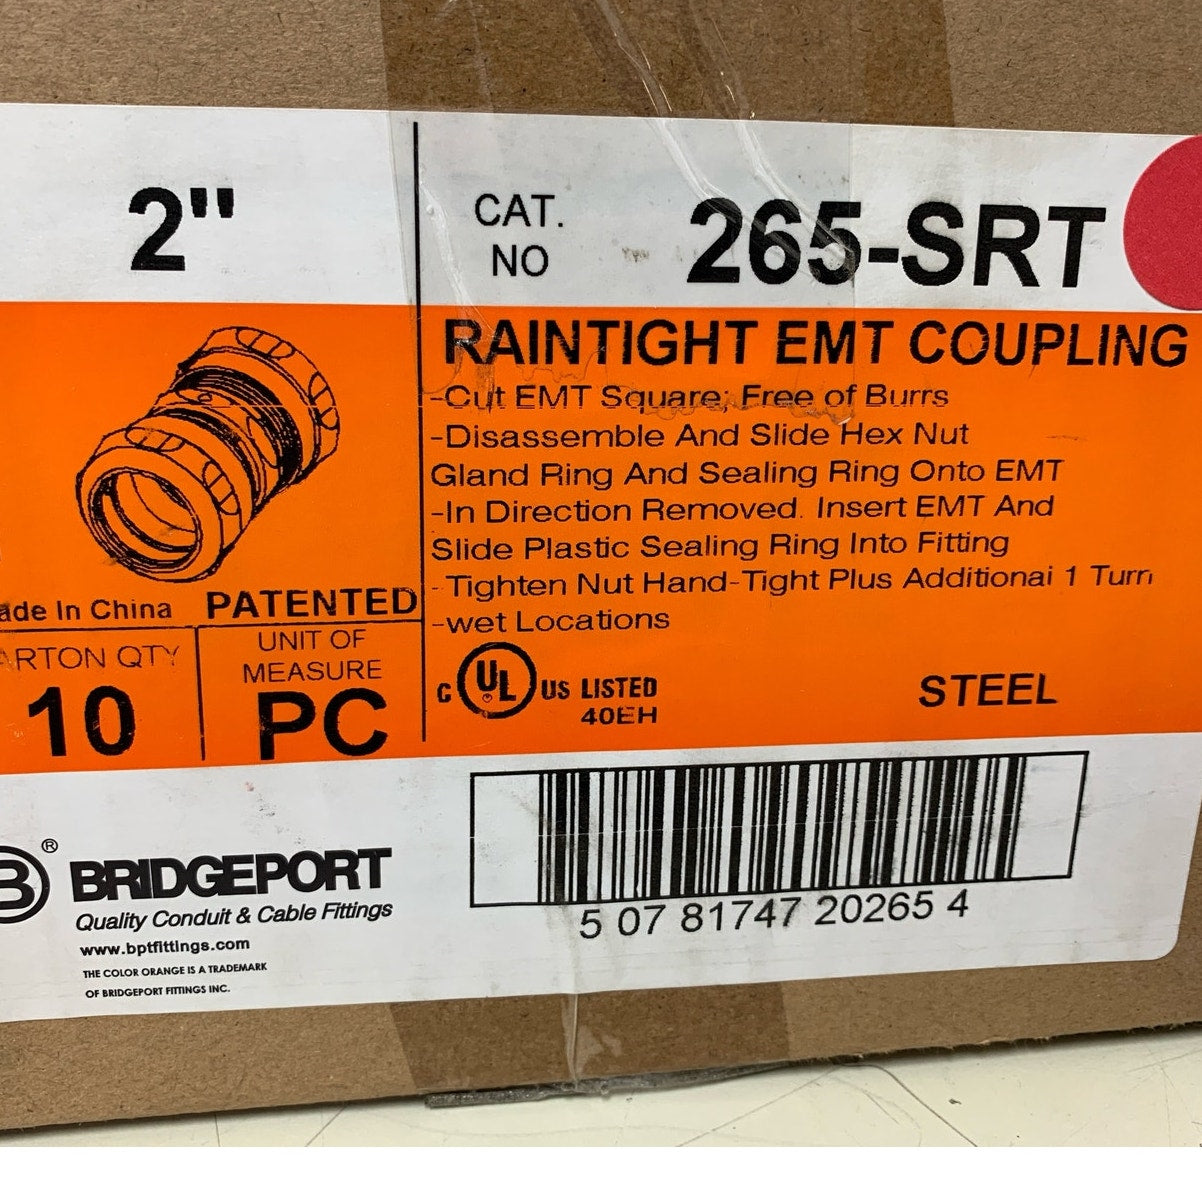 2"
CAT.
NO
265-SRT
RAINTIGHT EMT COUPLING
-Cut EMT Square; Free of Burrs
-Disassemble And Slide Hex Nut
Gland Ring And Sealing Ring Onto EMT
-In Direction Removed. Insert EMT And
Slide Plastic Sealing Ring Into Fitting
-Tighten Nut Hand-Tight Plus Additionai 1 Turn
-wet Locations
ade In China
PATENTED
ARTON QTY
10
UNIT OF
MEASURE
PC
C UL US LISTED
40EH
STEEL
B ®
BRIDGEPORT
Quality Conduit & Cable Fittings
www.bptfittings.com
THE COLOR ORANGE IS A TRADEMARK
OF BRIDGEPORT FITTINGS INC.
5 07 81747 20265 4